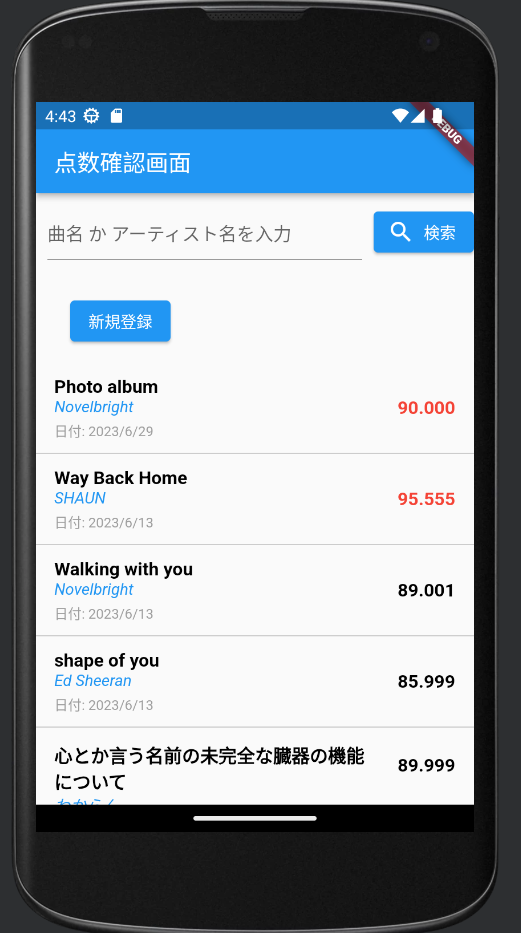 4:43
DEBUG
点数確認画面
曲名 か アーティスト名を入力
検索
新規登録
Photo album
Novelbright
90.000
日付: 2023/6/29
Way Back Home
SHAUN
95.555
日付: 2023/6/13
Walking with you
Novelbright
89.001
日付: 2023/6/13
shape of you
Ed Sheeran
85.999
日付: 2023/6/13
心とか言う名前の未完全な臓器の機能
について
89.999